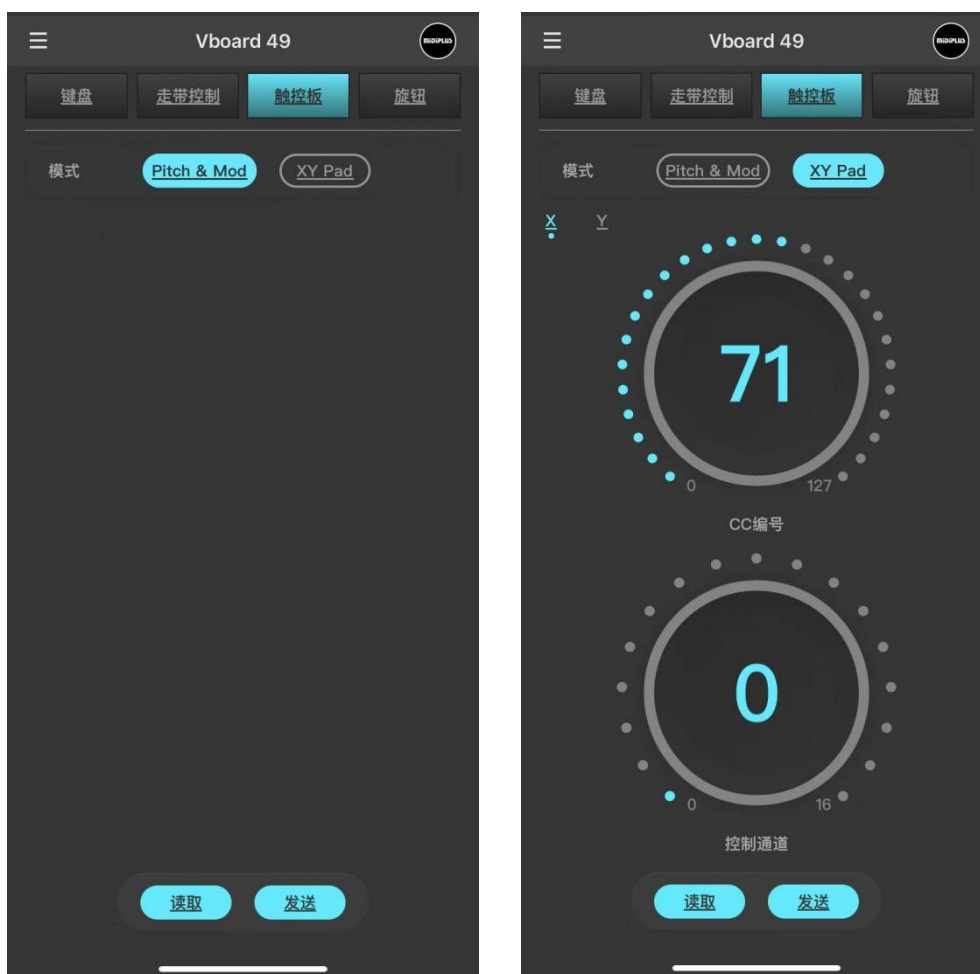 Vboard 49
MIDIPLUS
键盘 走带控制 触控板 旋钮
模式 Pitch & Mod XY Pad
读取 发送
Vboard 49
MIDIPLUS
键盘 走带控制 触控板 旋钮
模式 Pitch & Mod XY Pad
X Y
71
0 127
CC编号
0
0 16
控制通道
读取 发送